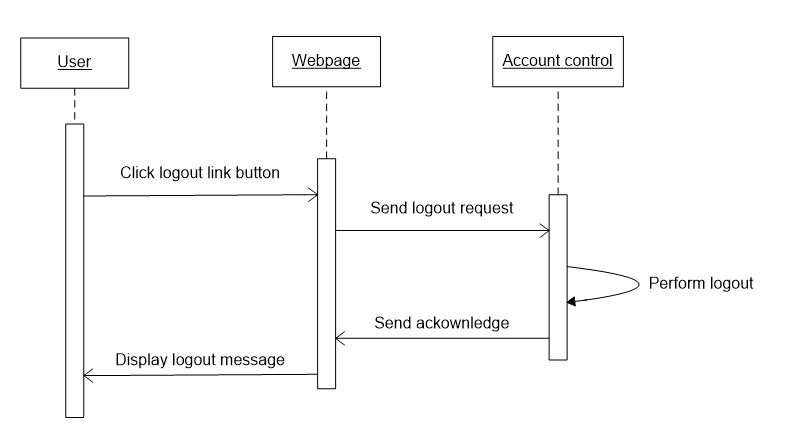 User
Webpage
Account control
Click logout link button
Send logout request
Perform logout
Send ackownledge
Display logout message